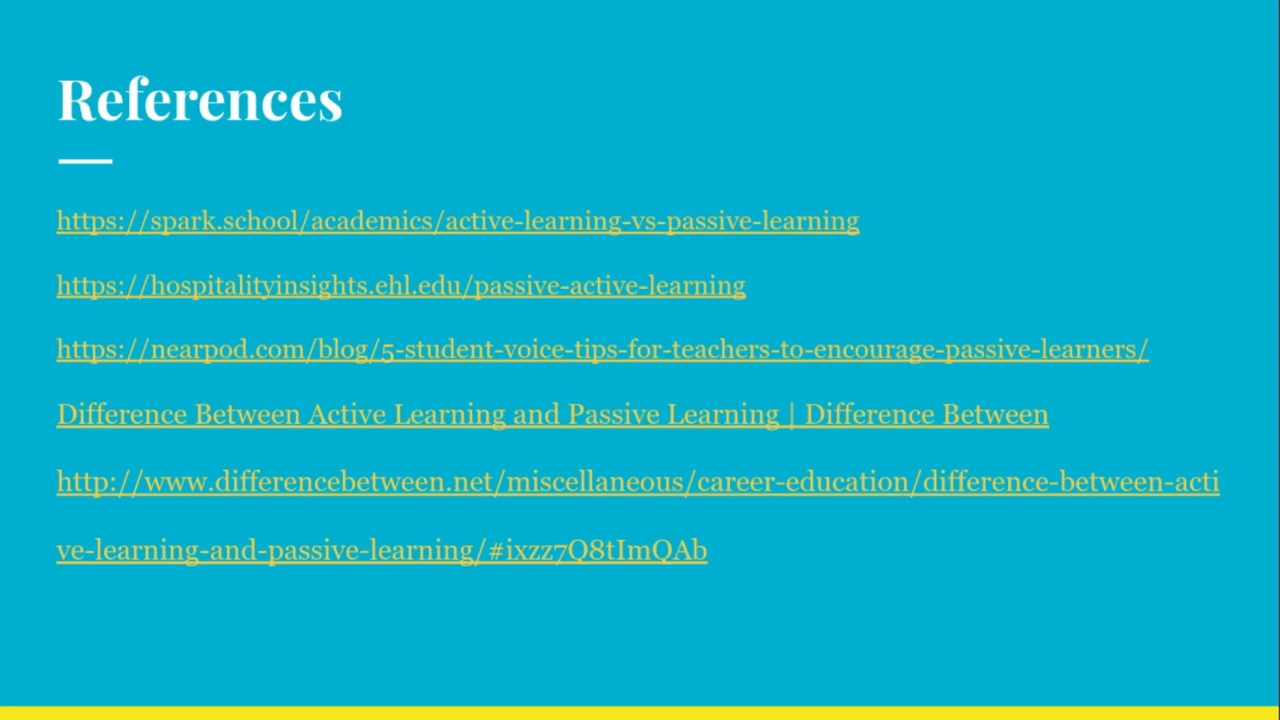 References
https://spark.school/academics/active-learning-vs-passive-learning
https://hospitalityinsights.ehl.edu/passive-active-learning
https://nearpod.com/blog/5-student-voice-tips-for-teachers-to-encourage-passive-learners/
Difference Between Active Learning and Passive Learning | Difference Between
http://www.differencebetween.net/miscellaneous/career-education/difference-between-acti
ve-learning-and-passive-learning/#ixzz7Q8tImQAb